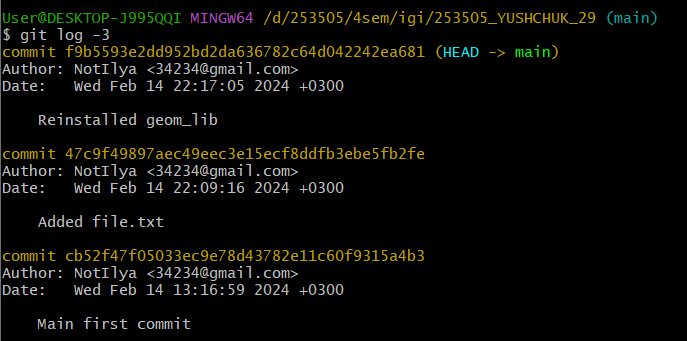 User@DESKTOP-J995QQI MINGW64 /d/253505/4sem/igi/253505_YUSHCHUK_29 (main)
$ git log -3
commit f9b5593e2dd952bd2da636782c64d042242ea681 (HEAD -> main)
Author: NotIlya <34234@gmail.com>
Date:   Wed Feb 14 22:17:05 2024 +0300
    Reinstalled geom_lib
commit 47c9f49897aec49eec3e15ecf8ddfb3ebe5fb2fe
Author: NotIlya <34234@gmail.com>
Date:   Wed Feb 14 22:09:16 2024 +0300
    Added file.txt
commit cb52f47f05033ec9e78d43782e11c60f9315a4b3
Author: NotIlya <34234@gmail.com>
Date:   Wed Feb 14 13:16:59 2024 +0300
    Main first commit